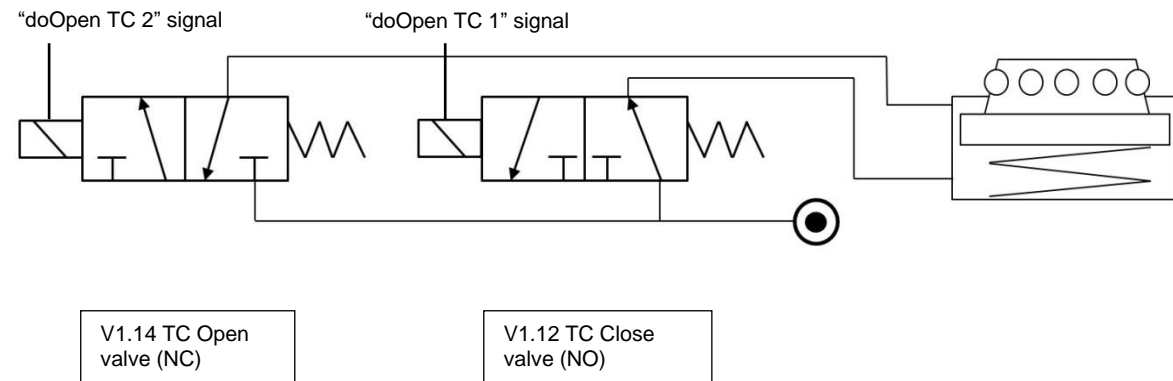 “doOpen TC 2” signal
“doOpen TC 1” signal
V1.14 TC Open
valve (NC)
V1.12 TC Close
valve (NO)